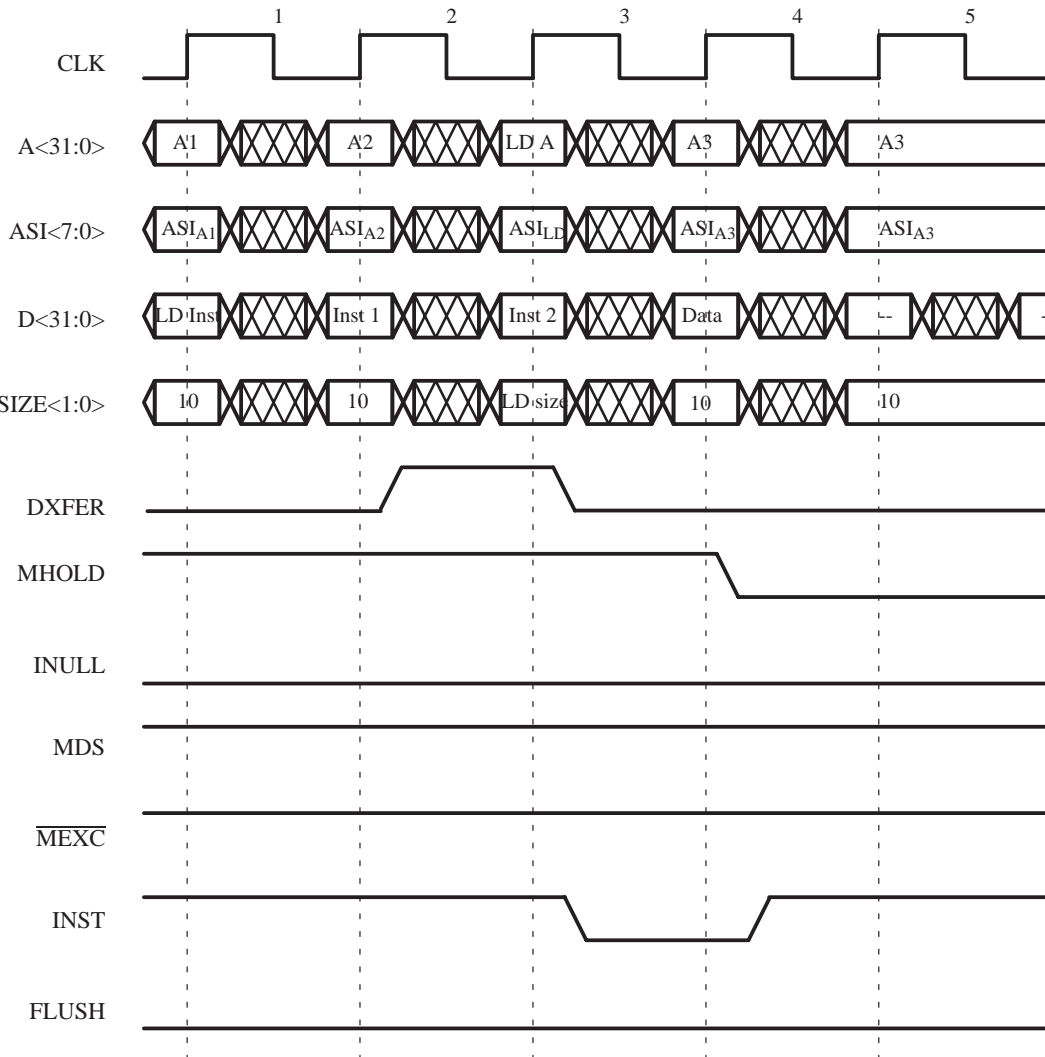 1 2 3 4 5
CLK
A<31:0> A1 A2 LD A A3 A3
ASI<7:0> ASIA1 ASIA2 ASILD ASIA3 ASIA3
D<31:0> LD Inst Inst 1 Inst 2 Data -- -
SIZE<1:0> 10 10 LD size 10 10
DXFER
MHOLD
INULL
MDS
MEXC
INST
FLUSH